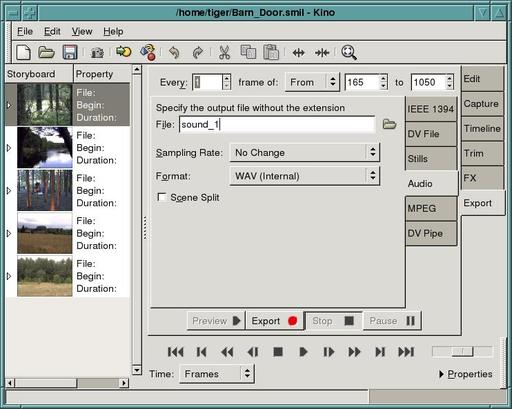 /home/tiger/Barn_Door.smil - Kino
File Edit View Help
Storyboard Property
File:
Begin:
Duration:
File:
Begin:
Duration:
File:
Begin:
Duration:
File:
Begin:
Duration:
File:
Begin:
Duration:
Every: 1 frame of: From 165 to 1050
Specify the output file without the extension
File: sound_1
Sampling Rate: No Change
Format: WAV (Internal)
Scene Split
IEEE 1394
DV File
Stills
Audio
MPEG
DV Pipe
Edit
Capture
Timeline
Trim
FX
Export
Preview Export Stop Pause
Time: Frames Properties